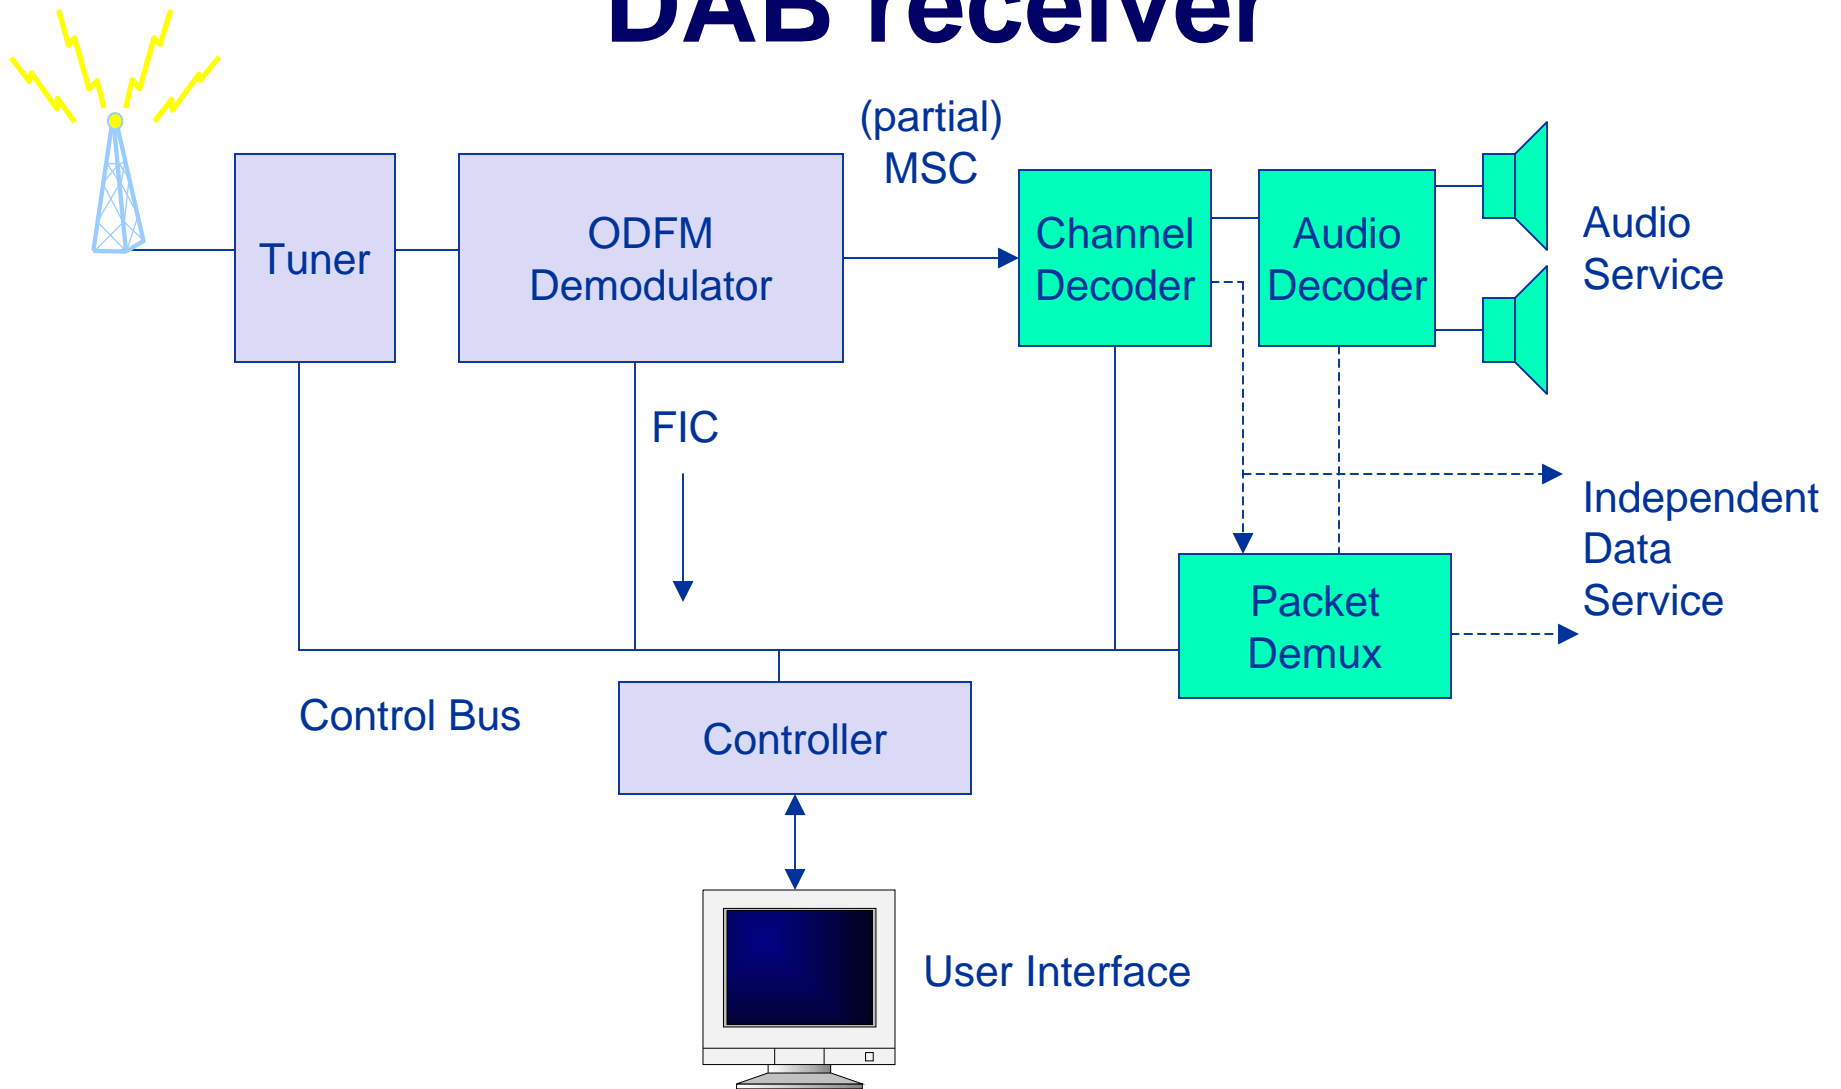 DAB receiver
(partial)
MSC
Tuner
ODFM
Demodulator
Channel
Decoder
Audio
Decoder
Audio
Service
FIC
Independent
Data
Service
Packet
Demux
Control Bus
Controller
User Interface